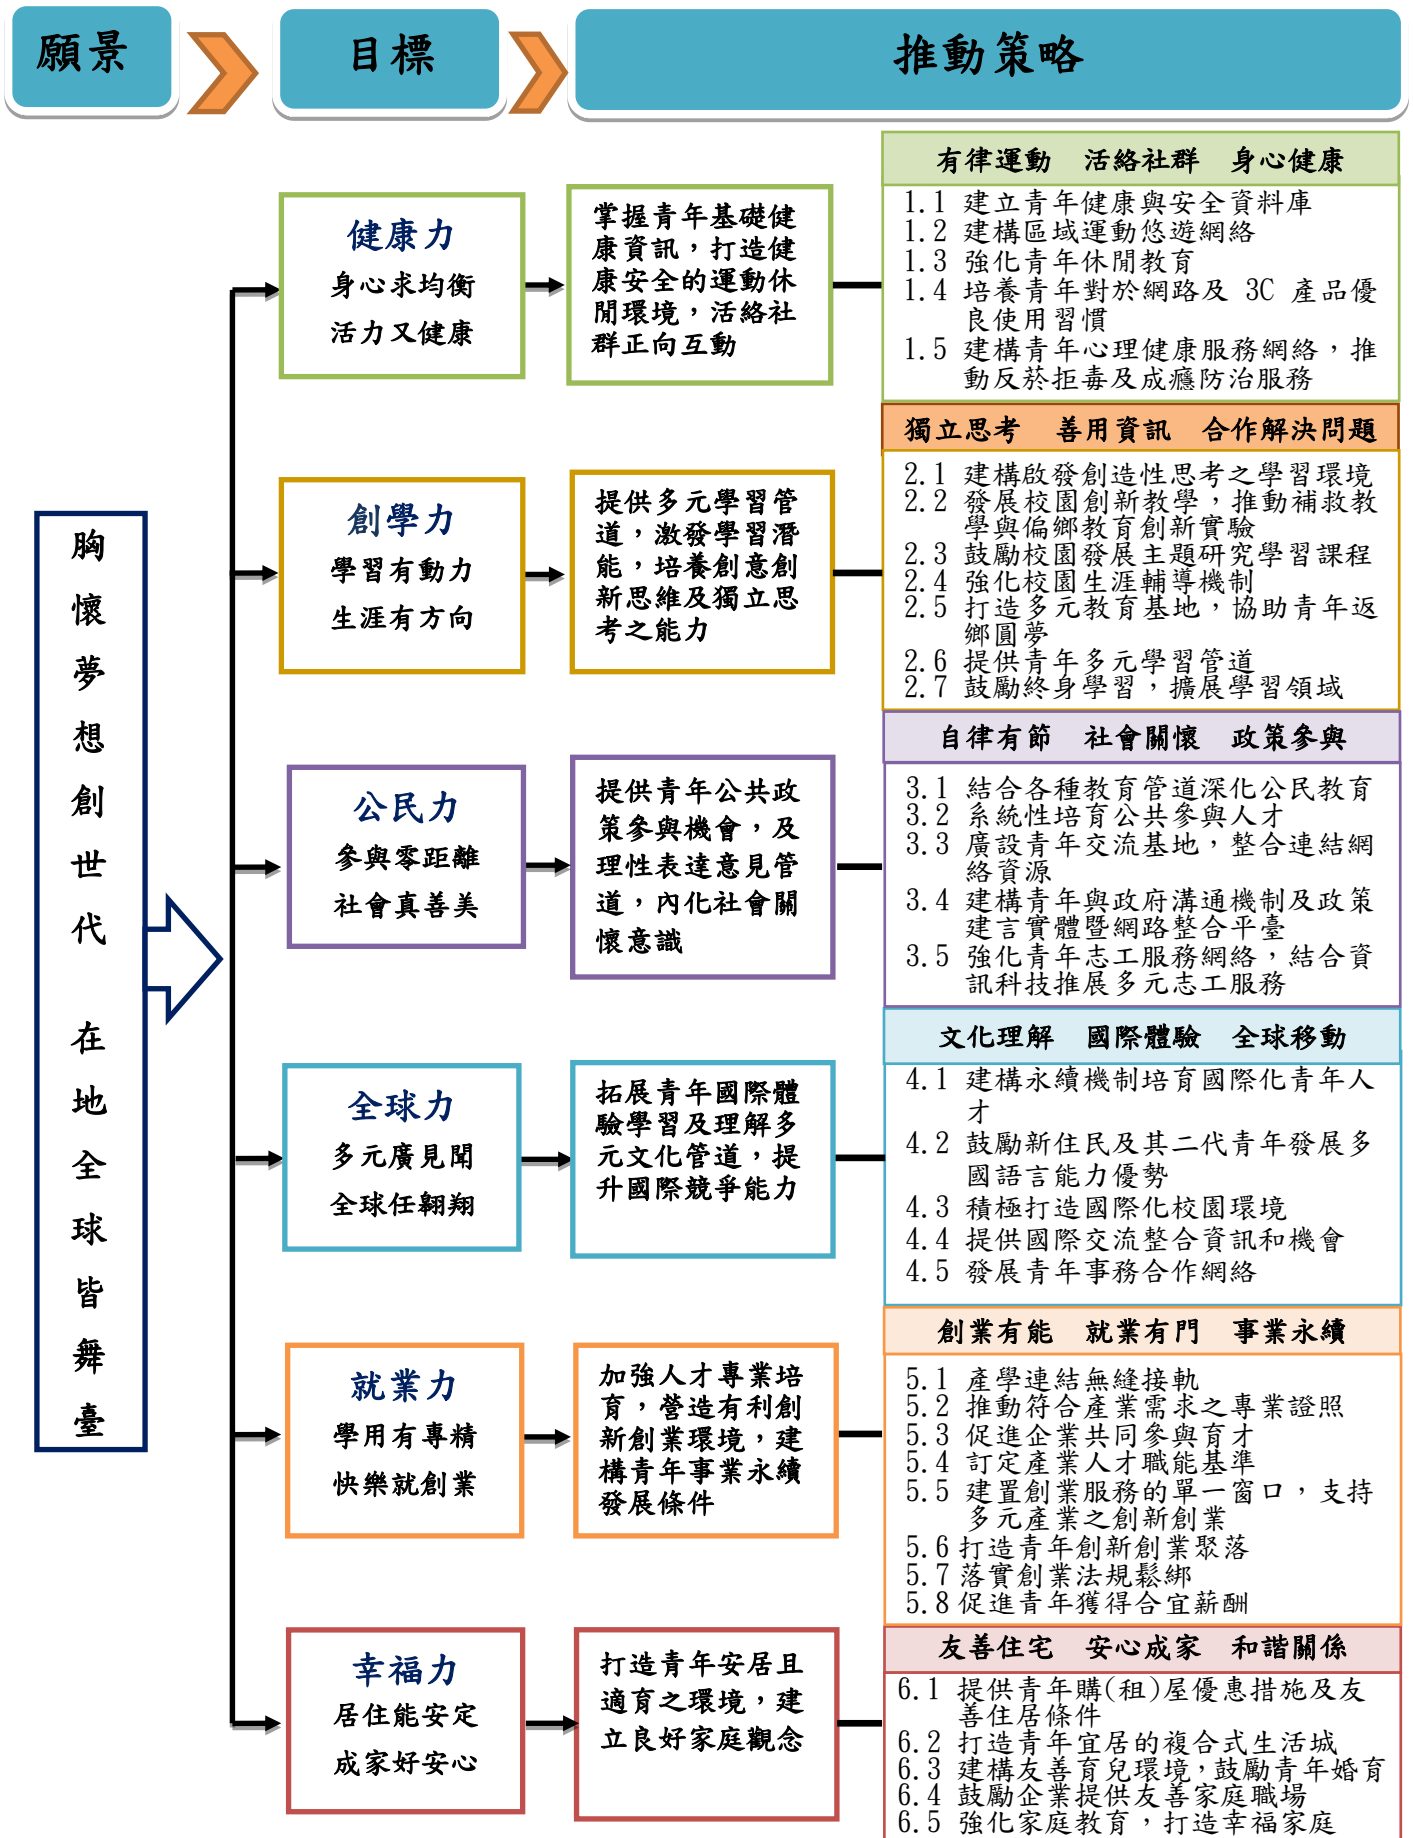 願景
目標
推動策略
胸懷夢想創世代 在地全球皆舞臺
健康力
身心求均衡
活力又健康
掌握青年基礎健
康資訊，打造健
康安全的運動休
閒環境，活絡社
群正向互動
有律運動 活絡社群 身心健康
1.1 建立青年健康與安全資料庫
1.2 建構區域運動悠遊網絡
1.3 強化青年休閒教育
1.4 培養青年對於網路及 3C 產品優
良使用習慣
1.5 建構青年心理健康服務網絡，推
動反菸拒毒及成癮防治服務
創學力
學習有動力
生涯有方向
提供多元學習管
道，激發學習潛
能，培養創意創
新思維及獨立思
考之能力
獨立思考 善用資訊 合作解決問題
2.1 建構啟發創造性思考之學習環境
2.2 發展校園創新教學，推動補救教
學與偏鄉教育創新實驗
2.3 鼓勵校園發展主題研究學習課程
2.4 強化校園生涯輔導機制
2.5 打造多元教育基地，協助青年返
鄉圓夢
2.6 提供青年多元學習管道
2.7 鼓勵終身學習，擴展學習領域
公民力
參與零距離
社會真善美
提供青年公共政
策參與機會，及
理性表達意見管
道，內化社會關
懷意識
自律有節 社會關懷 政策參與
3.1 結合各種教育管道深化公民教育
3.2 系統性培育公共參與人才
3.3 廣設青年交流基地，整合連結網
絡資源
3.4 建構青年與政府溝通機制及政策
建言實體暨網路整合平臺
3.5 強化青年志工服務網絡，結合資
訊科技推展多元志工服務
全球力
多元廣見聞
全球任翱翔
拓展青年國際體
驗學習及理解多
元文化管道，提
升國際競爭能力
文化理解 國際體驗 全球移動
4.1 建構永續機制培育國際化青年人
才
4.2 鼓勵新住民及其二代青年發展多
國語言能力優勢
4.3 積極打造國際化校園環境
4.4 提供國際交流整合資訊和機會
4.5 發展青年事務合作網絡
就業力
學用有專精
快樂就創業
加強人才專業培
育，營造有利創
新創業環境，建
構青年事業永續
發展條件
創業有能 就業有門 事業永續
5.1 產學連結無縫接軌
5.2 推動符合產業需求之專業證照
5.3 促進企業共同參與育才
5.4 訂定產業人才職能基準
5.5 建置創業服務的單一窗口，支持
多元產業之創新創業
5.6 打造青年創新創業聚落
5.7 落實創業法規鬆綁
5.8 促進青年獲得合宜薪酬
幸福力
居住能安定
成家好安心
打造青年安居且
適育之環境，建
立良好家庭觀念
友善住宅 安心成家 和諧關係
6.1 提供青年購(租)屋優惠措施及友
善住居條件
6.2 打造青年宜居的複合式生活城
6.3 建構友善育兒環境，鼓勵青年婚育
6.4 鼓勵企業提供友善家庭職場
6.5 強化家庭教育，打造幸福家庭